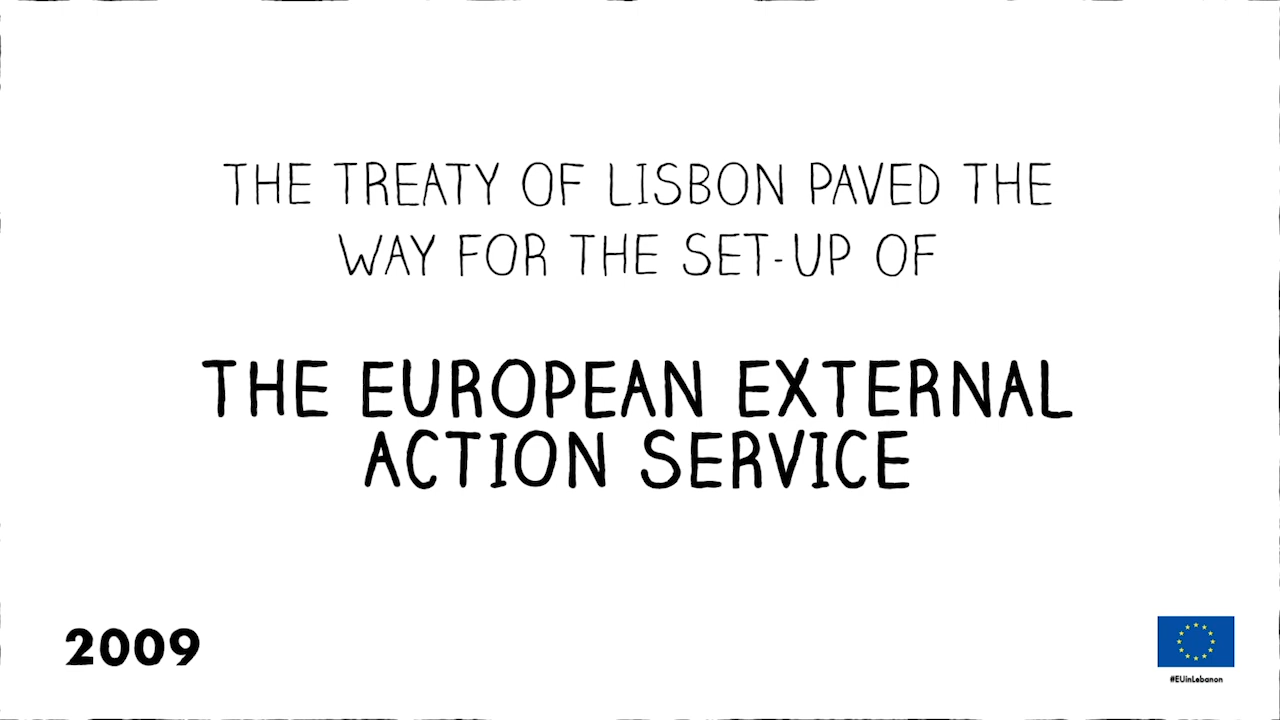 THE TREATY OF LISBON PAVED THE
WAY FOR THE SET-UP OF
THE EUROPEAN EXTERNAL
ACTION SERVICE
2009
#EUinLebanon